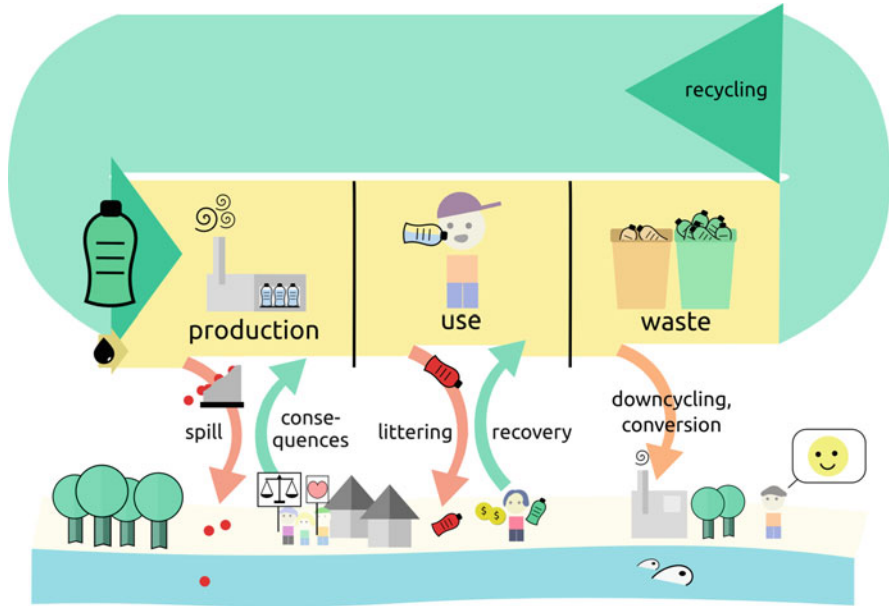 recycling
production
use
waste
spill
conse-
quences
littering
recovery
downcycling,
conversion
$ $